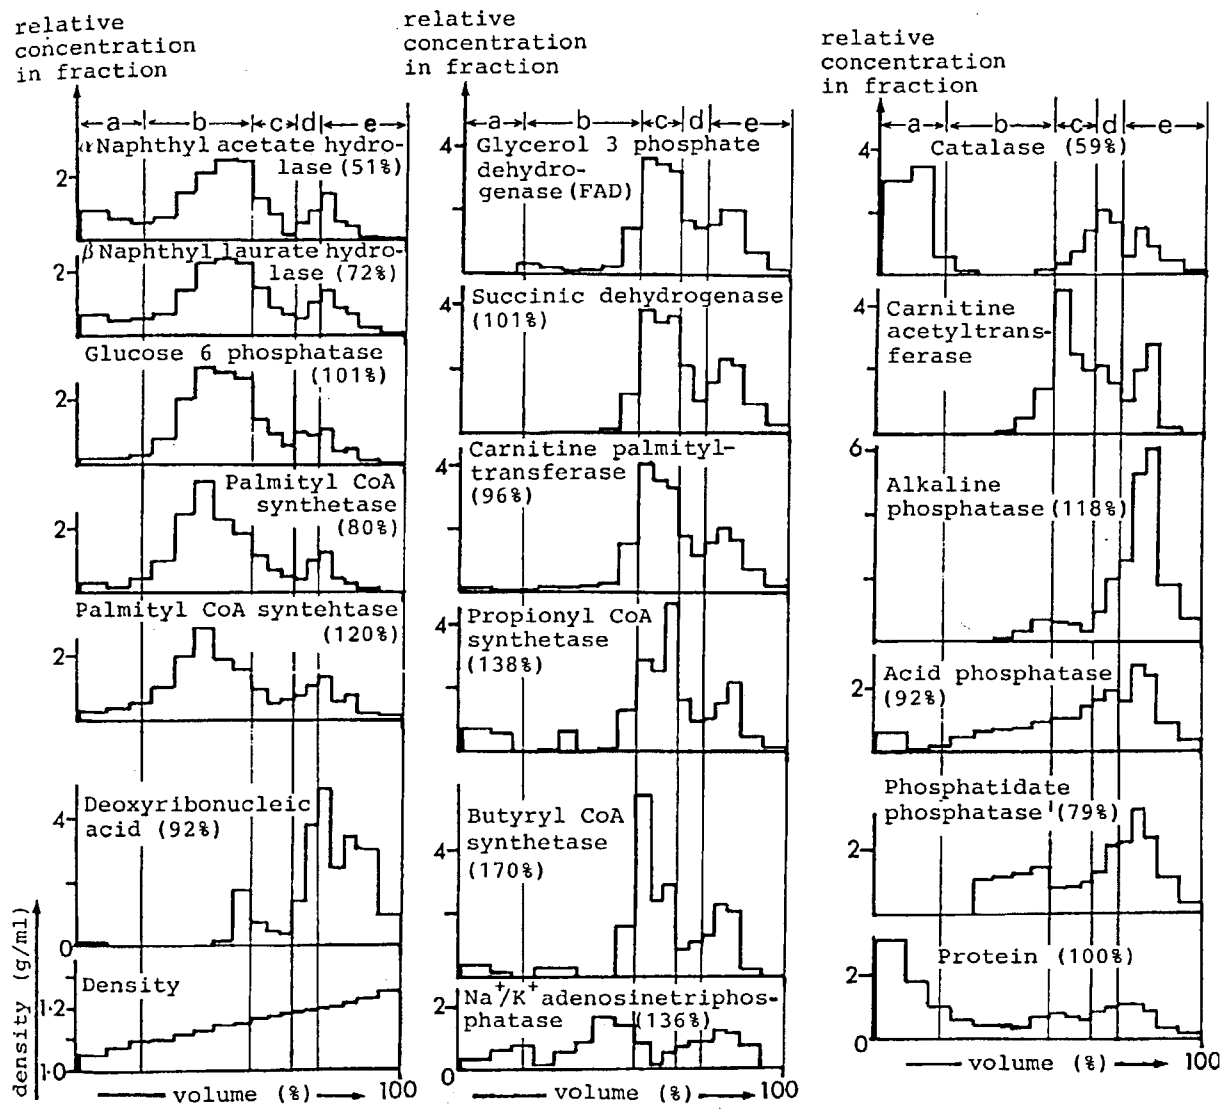 relative
concentration
in fraction
a b c d e
αNaphthyl acetate hydro-
lase (51%)
2
βNaphthyl laurate hydro-
lase (72%)
2
Glucose 6 phosphatase
(101%)
2
Palmityl CoA
synthetase
(80%)
2
Palmityl CoA syntehtase
(120%)
2
Deoxyribonucleic
acid (92%)
4
0
Density
1·2
1·0
density (g/ml)
volume (%) 100
relative
concentration
in fraction
a b c d e
4
Glycerol 3 phosphate
dehydro-
genase (FAD)
4
Succinic dehydrogenase
(101%)
4
Carnitine palmityl-
transferase
(96%)
4
Propionyl CoA
synthetase
(138%)
4
Butyryl CoA
synthetase
(170%)
2
Na+/K+ adenosinetriphos-
phatase (136%)
0
volume (%) 100
relative
concentration
in fraction
a b c d e
4
Catalase (59%)
4
Carnitine
acetyltrans-
ferase
6
Alkaline
phosphatase (118%)
2
Acid phosphatase
(92%)
Phosphatidate
phosphatase (79%)
2
Protein (100%)
2
0
volume (%) 100